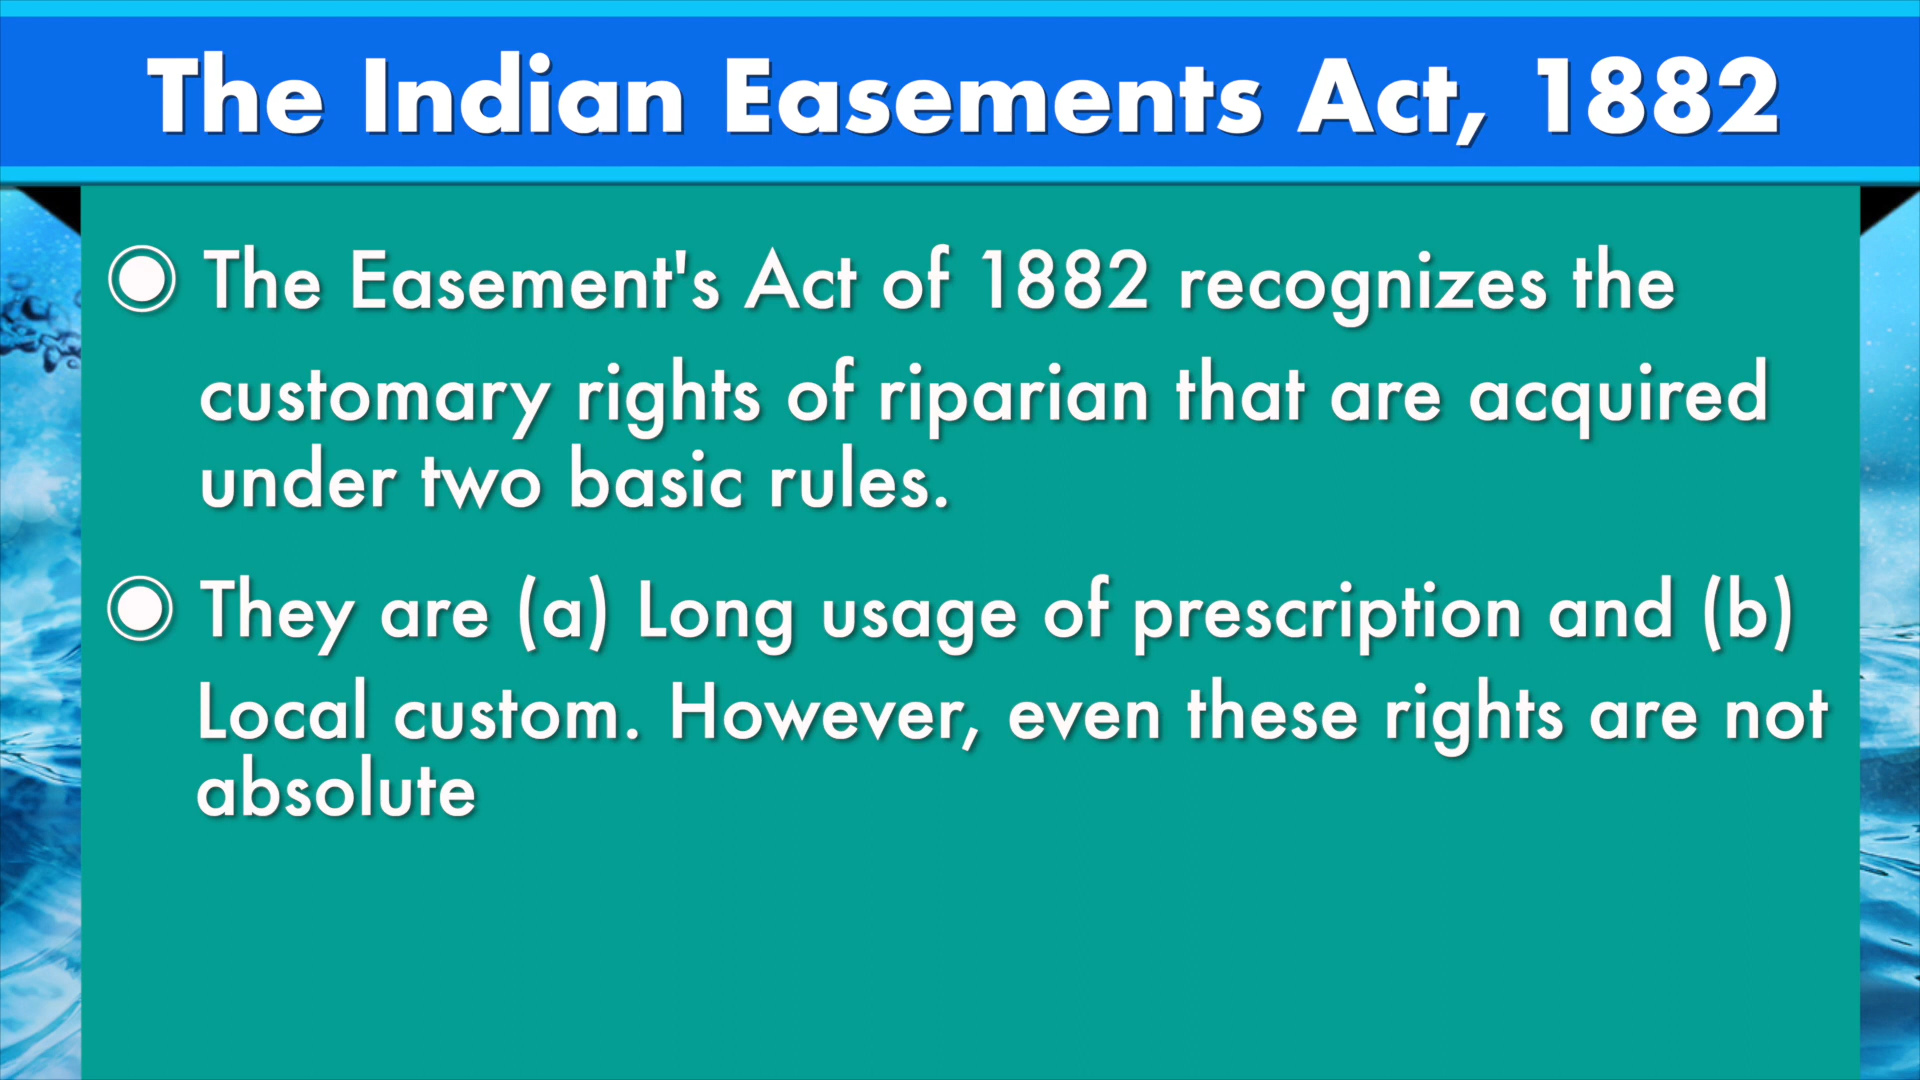 The Indian Easements Act, 1882
The Easement's Act of 1882 recognizes the
customary rights of riparian that are acquired
under two basic rules.
They are (a) Long usage of prescription and (b)
Local custom. However, even these rights are not
absolute